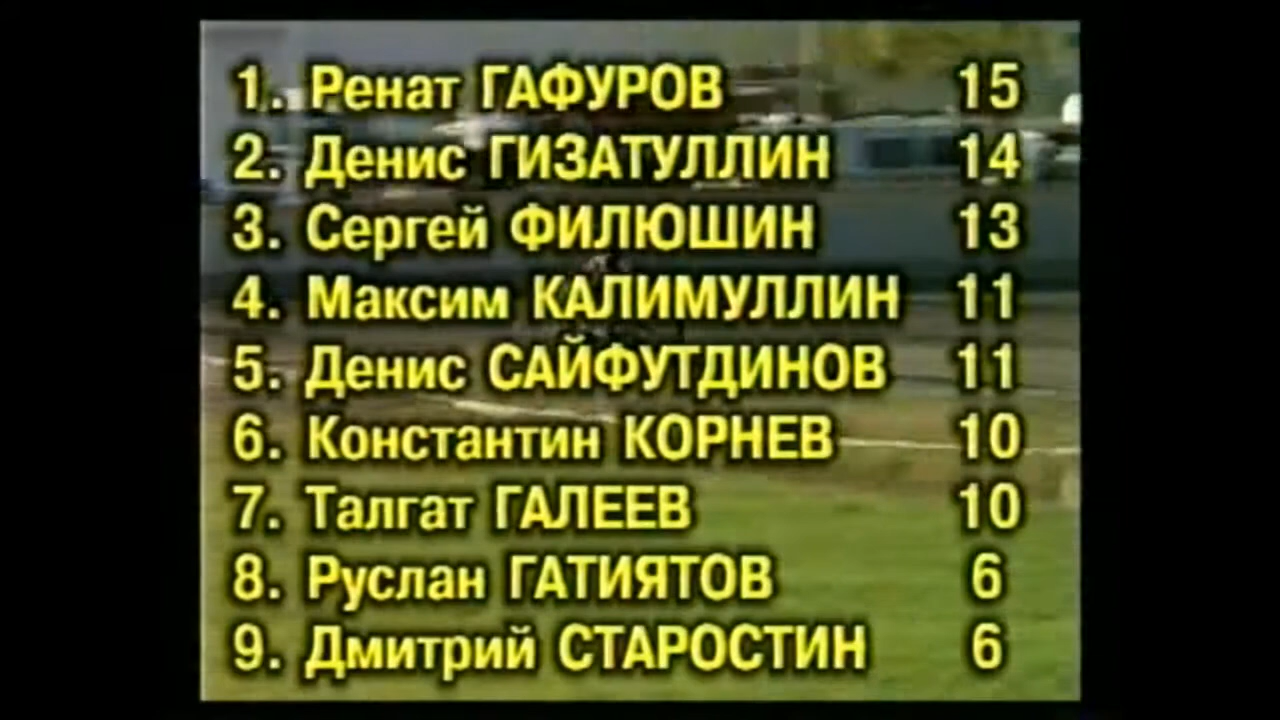 1. Ренат ГАФУРОВ 15
2. Денис ГИЗАТУЛЛИН 14
3. Сергей ФИЛЮШИН 13
4. Максим КАЛИМУЛЛИН 11
5. Денис САЙФУТДИНОВ 11
6. Константин КОРНЕВ 10
7. Талгат ГАЛЕЕВ 10
8. Руслан ГАТИЯТОВ 6
9. Дмитрий СТАРОСТИН 6